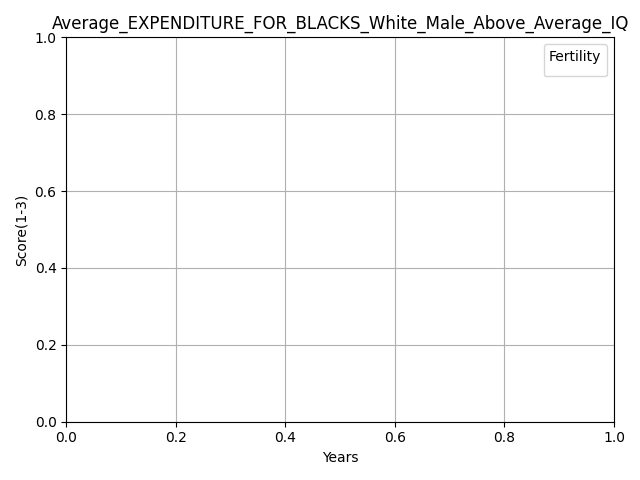 Average_EXPENDITURE_FOR_BLACKS_White_Male_Above_Average_IQ
Fertility
1.0
0.8
0.6
0.4
0.2
0.0
Score(1-3)
0.0 0.2 0.4 0.6 0.8 1.0
Years